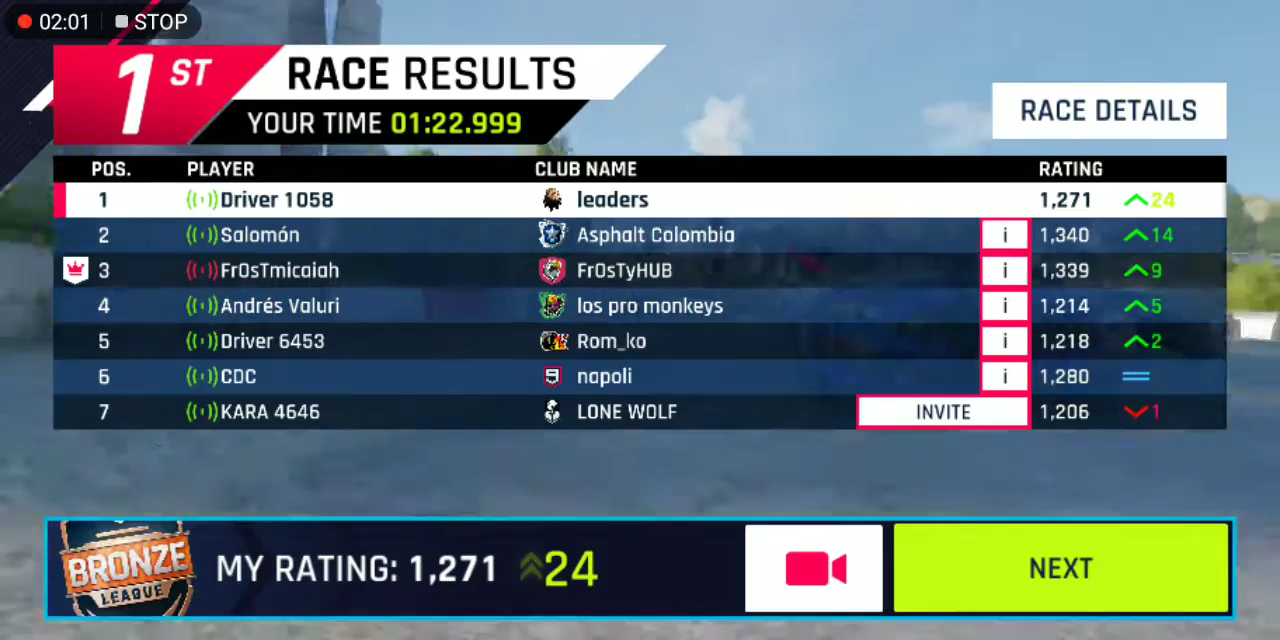 02:01 STOP
1ST RACE RESULTS
YOUR TIME 01:22.999
RACE DETAILS
POS. PLAYER CLUB NAME RATING
1 Driver 1058 leaders 1,271 24
2 Salomón Asphalt Colombia i 1,340 14
3 FrOsTmicaiah FrOsTyHUB i 1,339 9
4 Andrés Valuri los pro monkeys i 1,214 5
5 Driver 6453 Rom_ko i 1,218 2
6 CDC napoli i 1,280
7 KARA 4646 LONE WOLF INVITE 1,206 1
BRONZE
LEAGUE
MY RATING: 1,271 24
NEXT